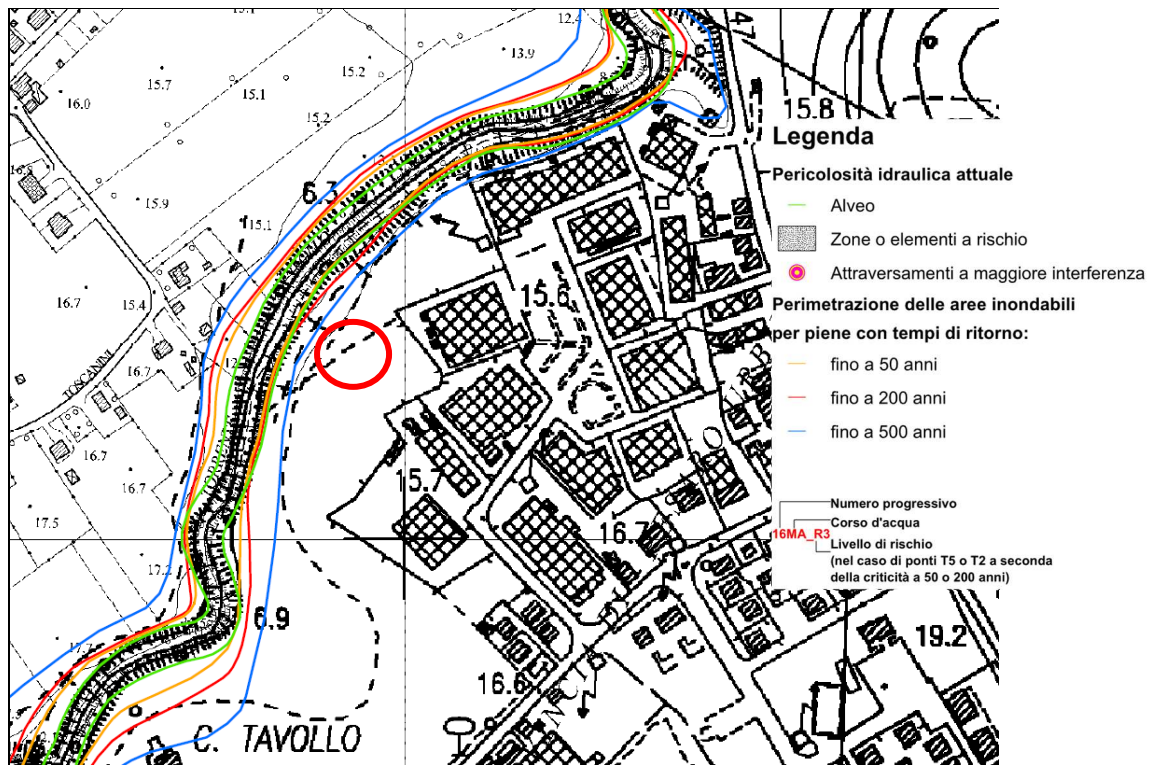 15.1
12.4
47
13.9
15.2
15.7
15.1
16.0
15.2
15.8
6.3
15.9
15.1
16.7
15.4
15.6
TOSCANINI
16.7
16.7
16.7
15.7
17.5
16.7
17.2
6.9
19.2
16.6
C. TAVOLLO
Legenda
Pericolosità idraulica attuale
Alveo
Zone o elementi a rischio
Attraversamenti a maggiore interferenza
Perimetrazione delle aree inondabili
per piene con tempi di ritorno:
fino a 50 anni
fino a 200 anni
fino a 500 anni
Numero progressivo
Corso d'acqua
16MA_R3
Livello di rischio
(nel caso di ponti T5 o T2 a seconda
della criticità a 50 o 200 anni)